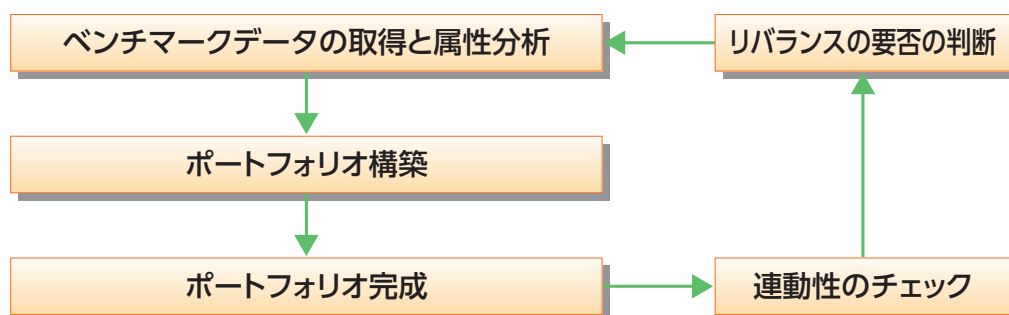 ベンチマークデータの取得と属性分析
リバランスの要否の判断
ポートフォリオ構築
ポートフォリオ完成
連動性のチェック